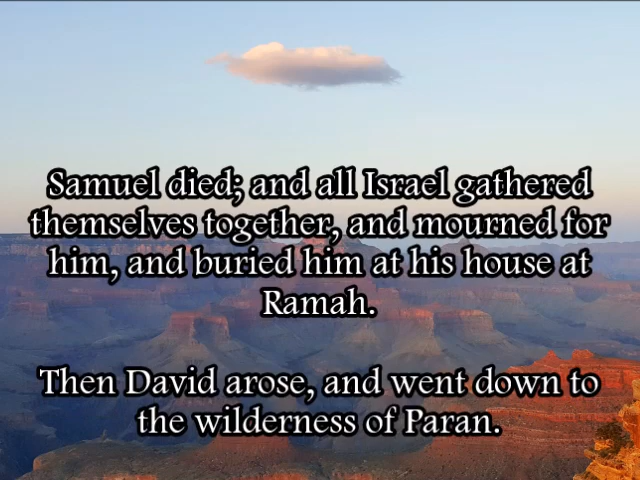 Samuel died; and all Israel gathered
themselves together, and mourned for
him, and buried him at his house at
Ramah.
Then David arose, and went down to
the wilderness of Paran.